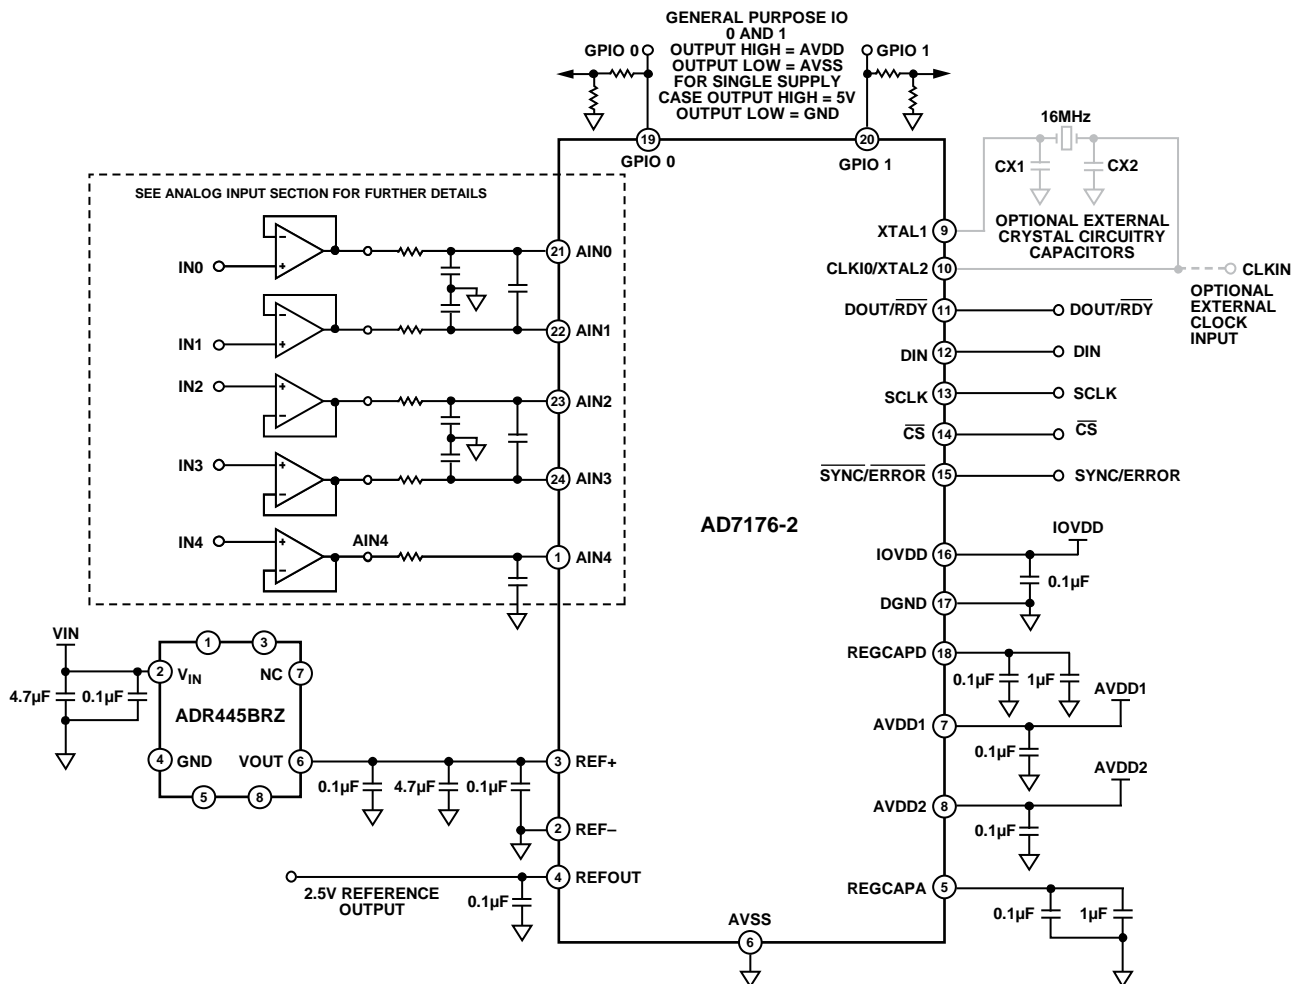 GENERAL PURPOSE IO
0 AND 1
OUTPUT HIGH = AVDD
OUTPUT LOW = AVSS
FOR SINGLE SUPPLY
CASE OUTPUT HIGH = 5V
OUTPUT LOW = GND
GPIO 0
GPIO 1
19
20
GPIO 0
GPIO 1
16MHz
CX1
CX2
OPTIONAL EXTERNAL
CRYSTAL CIRCUITRY
CAPACITORS
SEE ANALOG INPUT SECTION FOR FURTHER DETAILS
IN0
−
+
21
AIN0
IN1
−
+
22
AIN1
IN2
+
−
23
AIN2
IN3
+
−
24
AIN3
IN4
+
−
AIN4
1
AIN4
XTAL1
9
CLKI0/XTAL2
10
CLKIN
OPTIONAL
EXTERNAL
CLOCK
INPUT
DOUT/RDY
11
DOUT/RDY
DIN
12
DIN
SCLK
13
SCLK
CS
14
CS
SYNC/ERROR
15
SYNC/ERROR
AD7176-2
IOVDD
IOVDD
16
0.1µF
DGND
17
REGCAPD
18
0.1µF
1µF
AVDD1
AVDD1
7
0.1µF
AVDD2
AVDD2
8
0.1µF
REGCAPA
5
0.1µF
1µF
VIN
4.7µF
0.1µF
1
3
2
VIN
NC
7
ADR445BRZ
4
GND
VOUT
6
5
8
0.1µF
4.7µF
0.1µF
3
REF+
2
REF−
4
REFOUT
2.5V REFERENCE
OUTPUT
0.1µF
AVSS
6